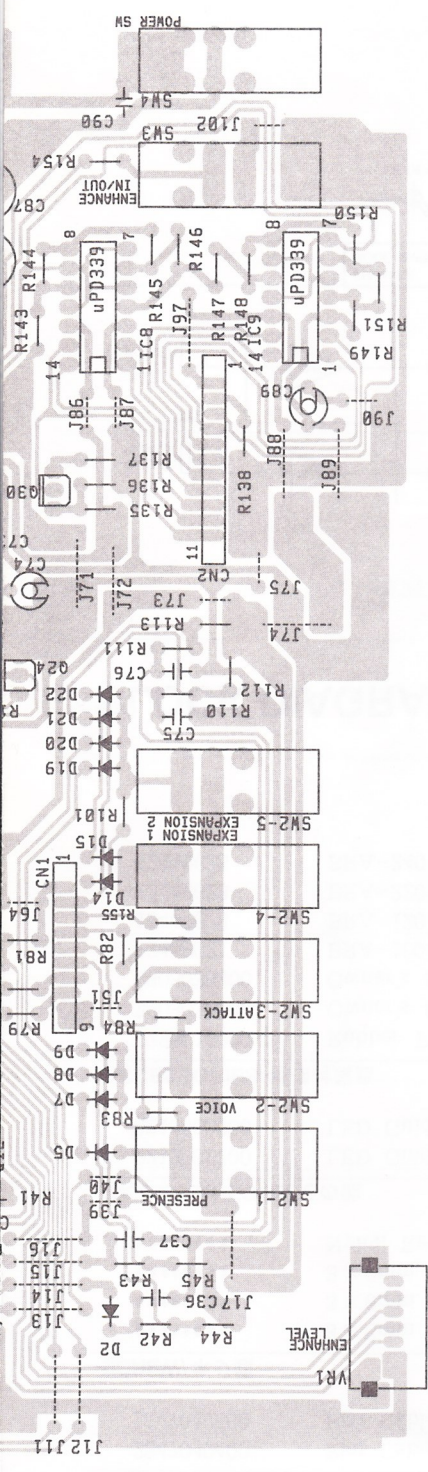 POWER SW
SW4
C90
J102
SW3
R154
ENHANCE
IN/OUT
C87
R150
8
7
R146
8
7
R144
uPD339
uPD339
R145
R147
R148
R151
R143
J97
IC8
IC9
R149
14
1
1
14
1
C89
J86
J87
J90
J88
J89
R137
R136
R135
Q30
R138
11
CN2
C74
J71
J72
J73
J75
R113
J74
R111
C76
Q24
R112
D22
R110
D21
C75
D20
D19
R101
EXPANSION 2
SW2-5
EXPANSION 1
D15
CN1
1
D14
J64
R155
SW2-4
R81
R82
J51
R79
R84
ATTACK
SW2-3
9
D9
D8
D7
VOICE
SW2-2
R83
D5
J40
PRESENCE
SW2-1
R41
J39
J16
C37
J15
R43
R45
J14
J17
C36
J13
D2
R42
R44
ENHANCE
LEVEL
VR1
J11
J12